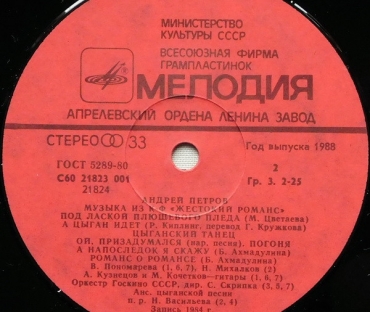 МИНИСТЕРСТВО
КУЛЬТУРЫ СССР
ВСЕСОЮЗНАЯ ФИРМА
ГРАМПЛАСТИНОК
МЕЛОДИЯ
АПРЕЛЕВСКИЙ ОРДЕНА ЛЕНИНА ЗАВОД
СТЕРЕО 33
Год выпуска 1988
ГОСТ 5289-80
2
С60 21823 001
Гр. 3. 2-25
21824
АНДРЕЙ ПЕТРОВ
МУЗЫКА ИЗ К/Ф «ЖЕСТОКИЙ РОМАНС»
ПОД ЛАСКОЙ ПЛЮШЕВОГО ПЛЕДА (М. Цветаева)
А ЦЫГАН ИДЕТ (Р. Киплинг, перевод Г. Кружкова)
ЦЫГАНСКИЙ ТАНЕЦ
ОЙ, ПРИЗАДУМАЛСЯ (нар. песня). ПОГОНЯ
А НАПОСЛЕДОК Я СКАЖУ (Б. Ахмадулина)
РОМАНС О РОМАНСЕ (Б. Ахмадулина)
В. Пономарева (1, 6, 7), Н. Михалков (2)
А. Кузнецов и М. Кочетков—гитары (1, 6, 7)
Оркестр Госкино СССР, дир. С. Скрипка (3, 6, 7)
Анс. цыганской песни
п. р. Н. Васильева (2, 4)
Запись 1984 г.